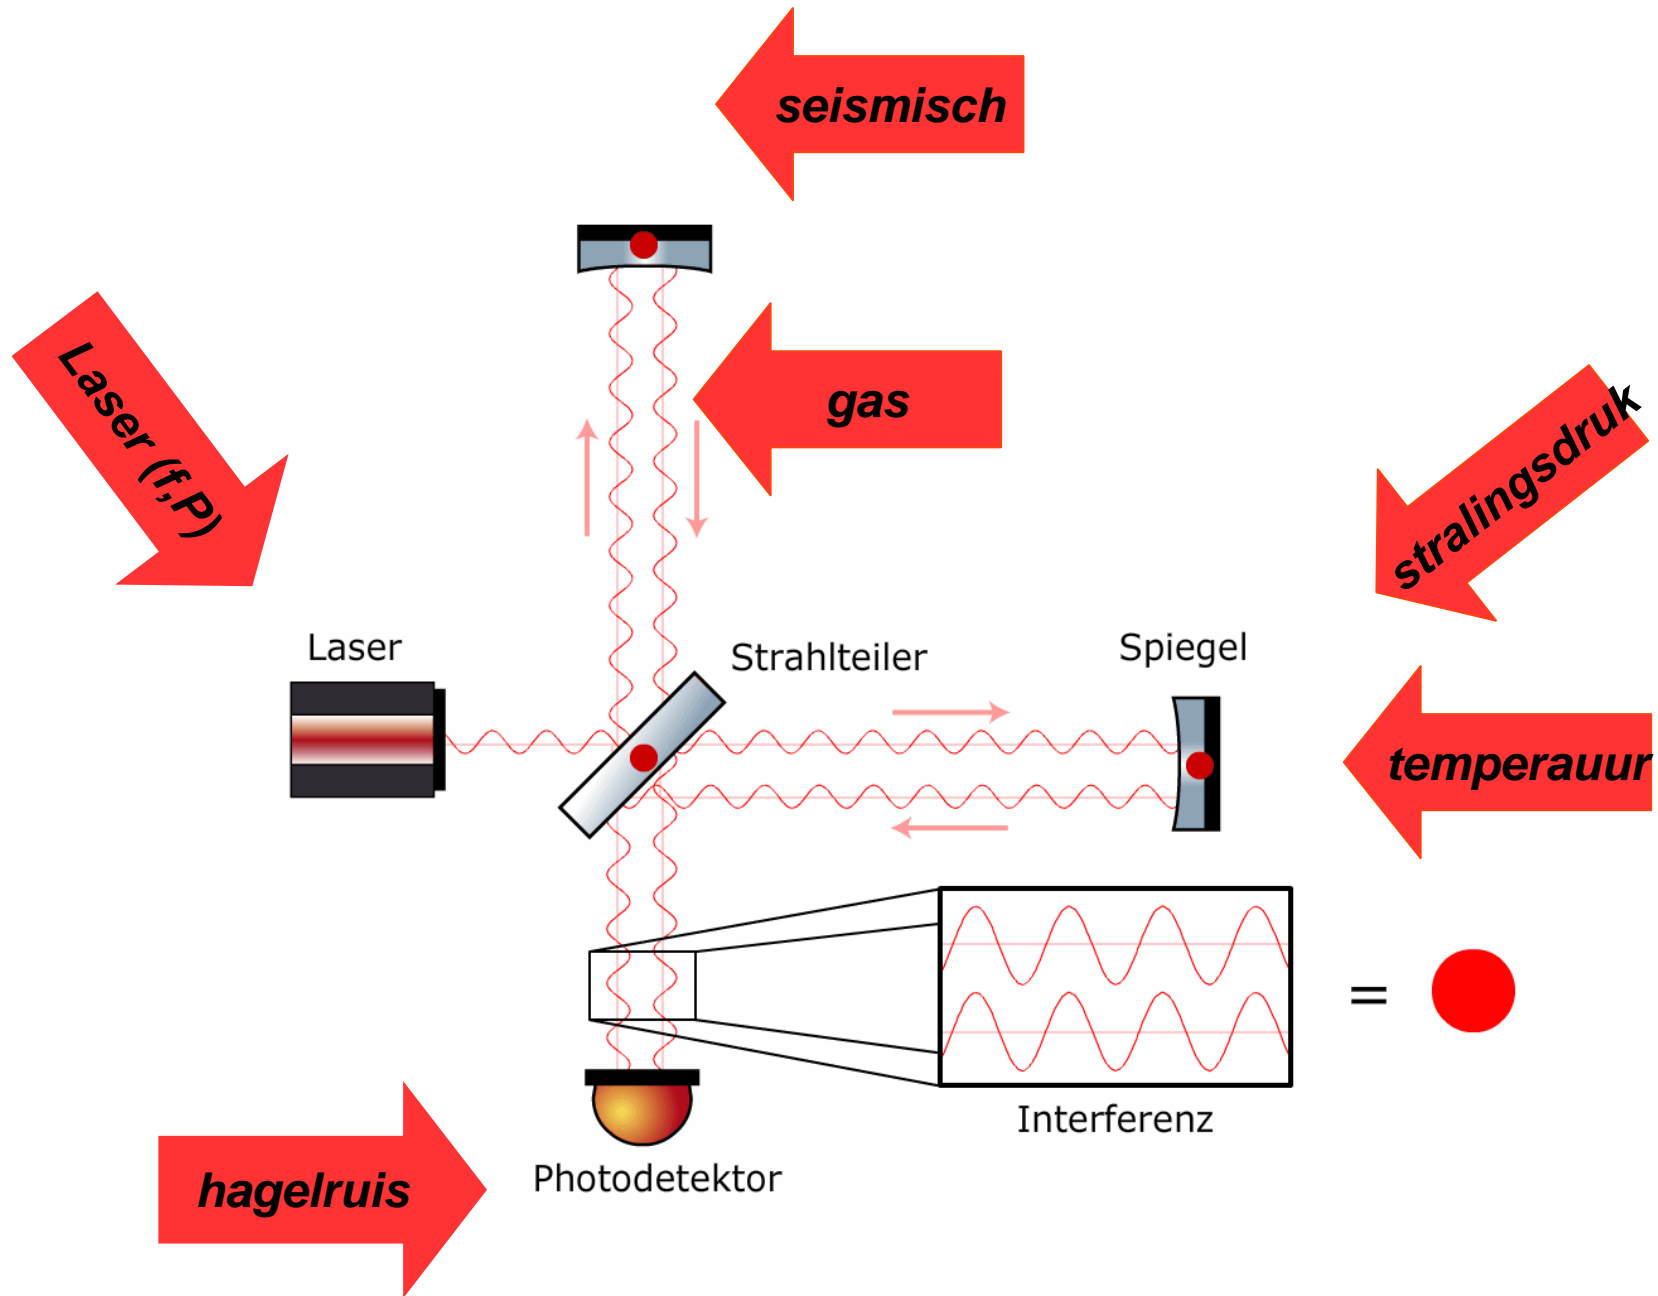 seismisch
gas
Laser (f,P)
stralingsdruk
Laser
Strahlteiler
Spiegel
temperauur
=
Interferenz
Photodetektor
hagelruis